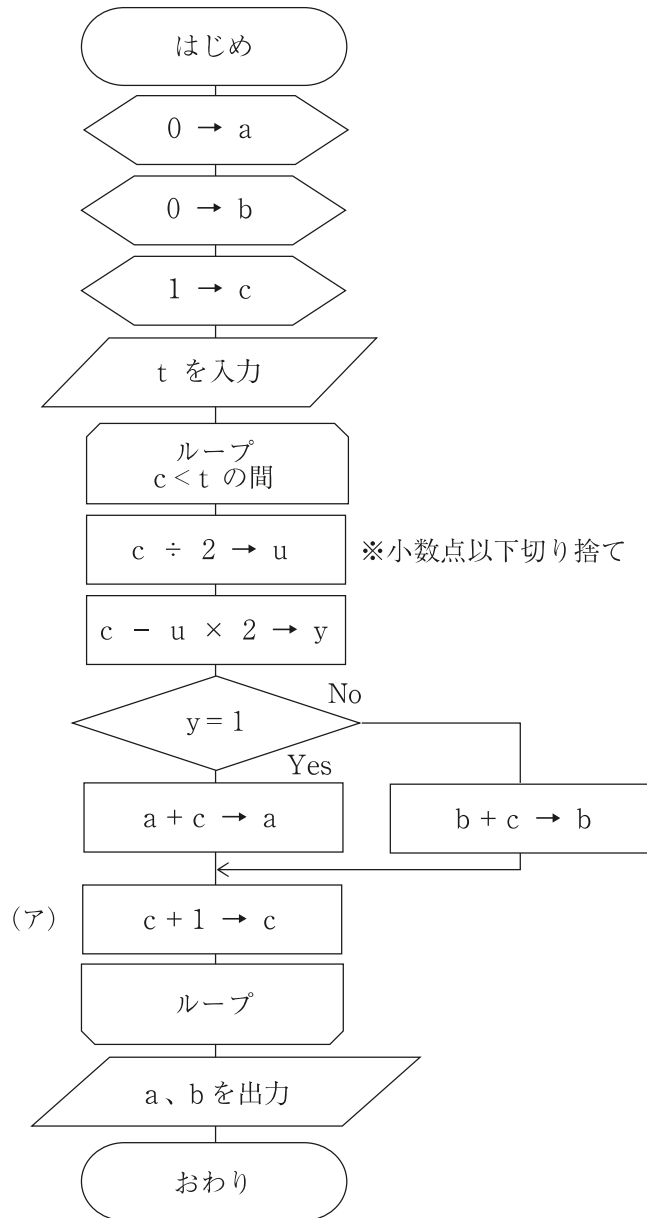 はじめ
0 → a
0 → b
1 → c
t を入力
ループ
c < t の間
c ÷ 2 → u
※小数点以下切り捨て
c − u × 2 → y
No
y = 1
Yes
a + c → a
b + c → b
(ア)
c + 1 → c
ループ
a、b を出力
おわり